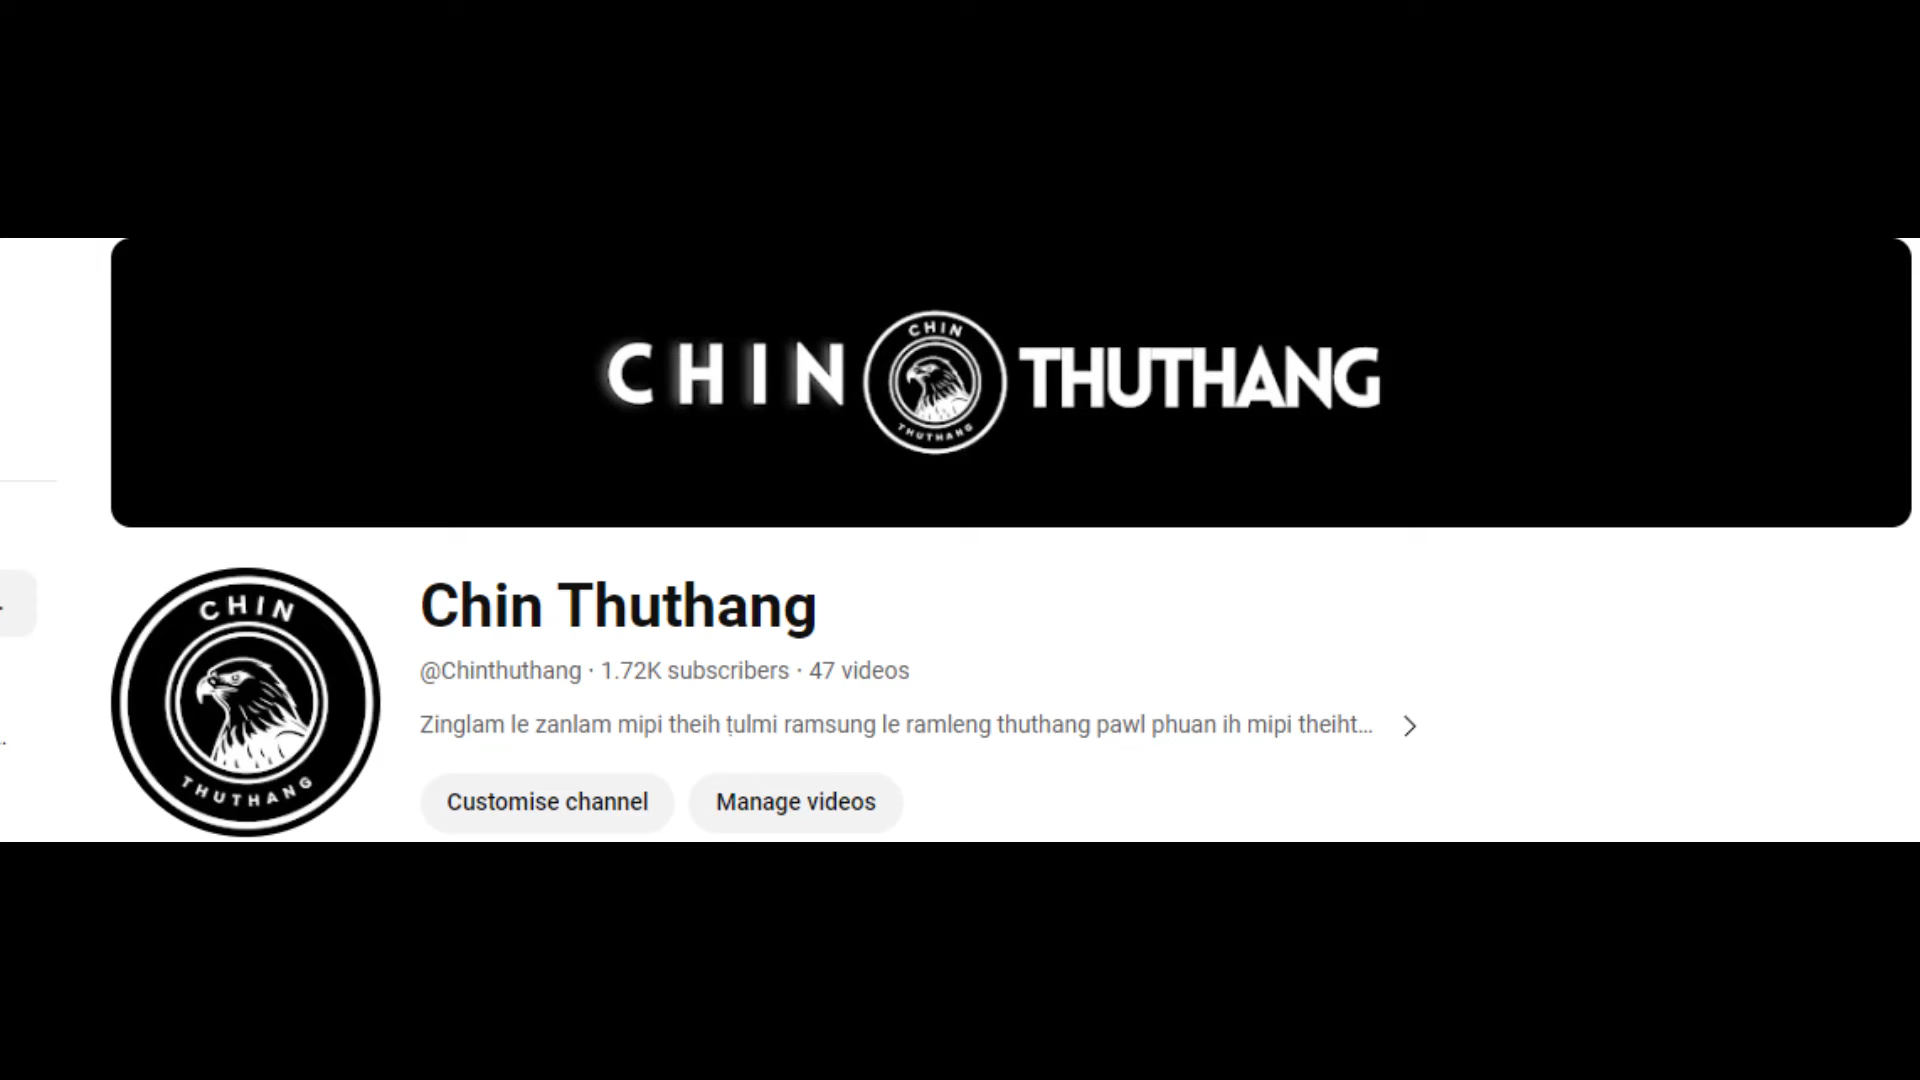 CHIN CHIN THUTHANG THUTHANG
CHIN
THUTHANG
Chin Thuthang
@Chinthuthang · 1.72K subscribers · 47 videos
Zinglam le zanlam mipi theih ṭulmi ramsung le ramleng thuthang pawl phuan ih mipi theiht...
Customise channel Manage videos